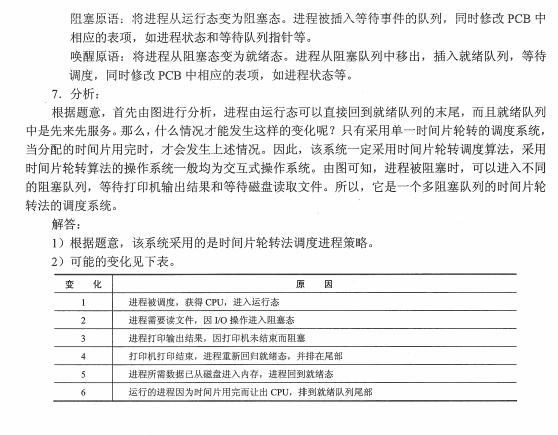 阻塞原语:将进程从运行态变为阻塞态。进程被插入等待事件的队列,同时修改 PCB 中
相应的表项,如进程状态和等待队列指针等。
唤醒原语:将进程从阻塞态变为就绪态。进程从阻塞队列中移出,插入就绪队列,等待
调度,同时修改 PCB 中相应的表项,如进程状态等。
7.分析:
根据题意,首先由图进行分析,进程由运行态可以直接回到就绪队列的末尾,而且就绪队列
中是先来先服务。那么,什么情况才能发生这样的变化呢?只有采用单一时间片轮转的调度系统,
当分配的时间片用完时,才会发生上述情况。因此,该系统一定采用时间片轮转调度算法,采用
时间片轮转算法的操作系统一般均为交互式操作系统。由图可知,进程被阻塞时,可以进入不同
的阻塞队列,等待打印机输出结果和等待磁盘读取文件。所以,它是一个多阻塞队列的时间片轮
转法的调度系统。
解答:
1)根据题意,该系统采用的是时间片轮转法调度进程策略。
2)可能的变化见下表。
变 化 原 因
1 进程被调度,获得 CPU,进入运行态
2 进程需要读文件,因 I/O 操作进入阻塞态
3 进程打印输出结果,因打印机未结束而阻塞
4 打印机打印结束,进程重新回归就绪态,并排在尾部
5 进程所需数据已从磁盘进入内存,进程回到就绪态
6 运行的进程因为时间片用完而让出 CPU,排到就绪队列尾部